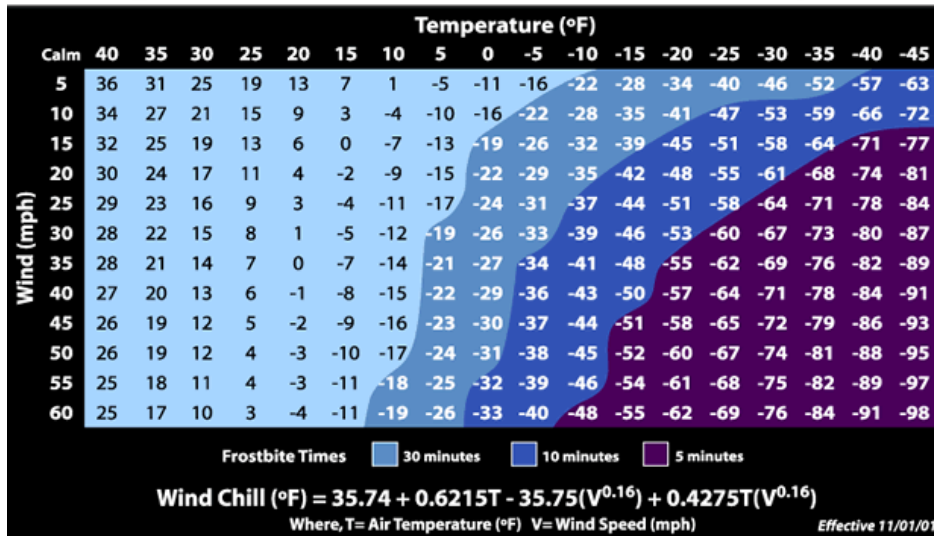 Temperature (ºF)
Calm 40 35 30 25 20 15 10 5 0 -5 -10 -15 -20 -25 -30 -35 -40 -45
Wind (mph)
5 36 31 25 19 13 7 1 -5 -11 -16 -22 -28 -34 -40 -46 -52 -57 -63
10 34 27 21 15 9 3 -4 -10 -16 -22 -28 -35 -41 -47 -53 -59 -66 -72
15 32 25 19 13 6 0 -7 -13 -19 -26 -32 -39 -45 -51 -58 -64 -71 -77
20 30 24 17 11 4 -2 -9 -15 -22 -29 -35 -42 -48 -55 -61 -68 -74 -81
25 29 23 16 9 3 -4 -11 -17 -24 -31 -37 -44 -51 -58 -64 -71 -78 -84
30 28 22 15 8 1 -5 -12 -19 -26 -33 -39 -46 -53 -60 -67 -73 -80 -87
35 28 21 14 7 0 -7 -14 -21 -27 -34 -41 -48 -55 -62 -69 -76 -82 -89
40 27 20 13 6 -1 -8 -15 -22 -29 -36 -43 -50 -57 -64 -71 -78 -84 -91
45 26 19 12 5 -2 -9 -16 -23 -30 -37 -44 -51 -58 -65 -72 -79 -86 -93
50 26 19 12 4 -3 -10 -17 -24 -31 -38 -45 -52 -60 -67 -74 -81 -88 -95
55 25 18 11 4 -3 -11 -18 -25 -32 -39 -46 -54 -61 -68 -75 -82 -89 -97
60 25 17 10 3 -4 -11 -19 -26 -33 -40 -48 -55 -62 -69 -76 -84 -91 -98
Frostbite Times 30 minutes 10 minutes 5 minutes
Wind Chill (ºF) = 35.74 + 0.6215T - 35.75(V0.16) + 0.4275T(V0.16)
Where, T= Air Temperature (ºF) V= Wind Speed (mph) Effective 11/01/01